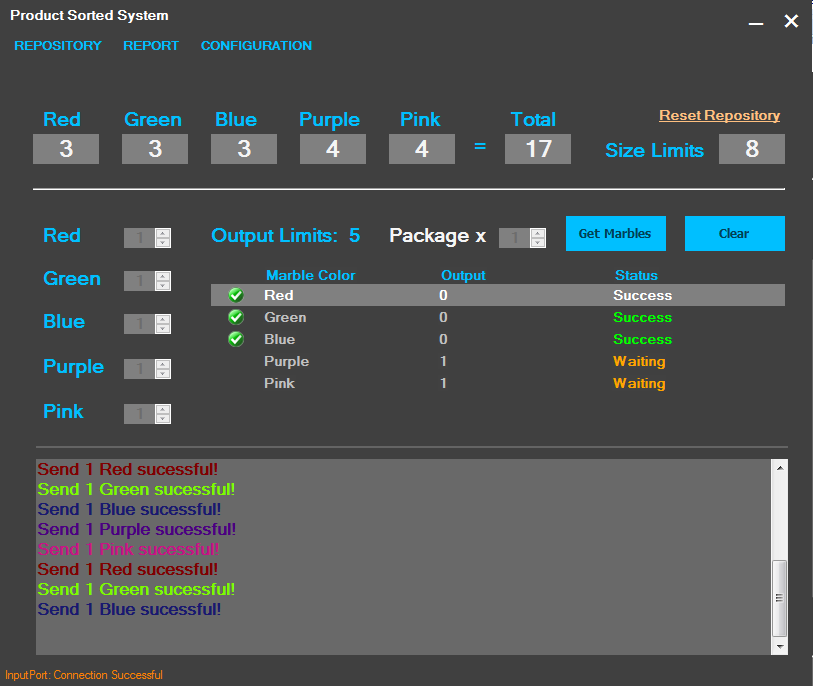 Product Sorted System
REPOSITORY REPORT CONFIGURATION
Red Green Blue Purple Pink Total Reset Repository
3 3 3 4 4 = 17 Size Limits 8
Red 1 Output Limits: 5 Package x 1 Get Marbles Clear
Green 1
Blue 1
Purple 1
Pink 1
Marble Color Output Status
Red 0 Success
Green 0 Success
Blue 0 Success
Purple 1 Waiting
Pink 1 Waiting
Send 1 Red sucessful!
Send 1 Green sucessful!
Send 1 Blue sucessful!
Send 1 Purple sucessful!
Send 1 Pink sucessful!
Send 1 Red sucessful!
Send 1 Green sucessful!
Send 1 Blue sucessful!
InputPort: Connection Successful